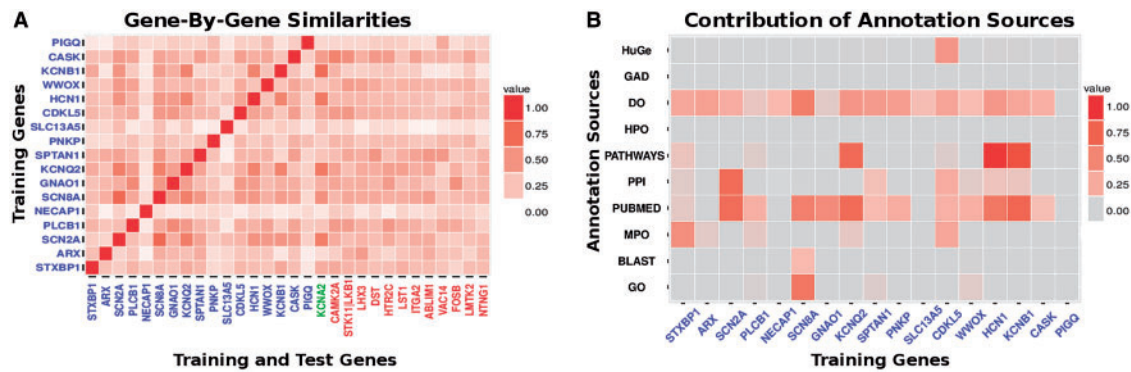 A
Gene-By-Gene Similarities
Training Genes
PIGQ
CASK
KCNB1
WWOX
HCN1
CDKL5
SLC13A5
PNKP
SPTAN1
KCNQ2
GNAO1
SCN8A
NECAP1
PLCB1
SCN2A
ARX
STXBP1
STXBP1
ARX
SCN2A
PLCB1
NECAP1
SCN8A
GNAO1
KCNQ2
SPTAN1
PNKP
SLC13A5
CDKL5
HCN1
WWOX
KCNB1
CASK
PIGQ
KCNA2
CAMK2A
STK11|LKB1
LHX3
DST
HTR2C
LST1
ITGA2
ABLIM1
VAC14
FOSB
LMTK2
NTNG1
Training and Test Genes
value
1.00
0.75
0.50
0.25
0.00
B
Contribution of Annotation Sources
Annotation Sources
HuGe
GAD
DO
HPO
PATHWAYS
PPI
PUBMED
MPO
BLAST
GO
STXBP1
ARX
SCN2A
PLCB1
NECAP1
SCN8A
GNAO1
KCNQ2
SPTAN1
PNKP
SLC13A5
CDKL5
WWOX
HCN1
KCNB1
CASK
PIGQ
Training Genes
value
1.00
0.75
0.50
0.25
0.00